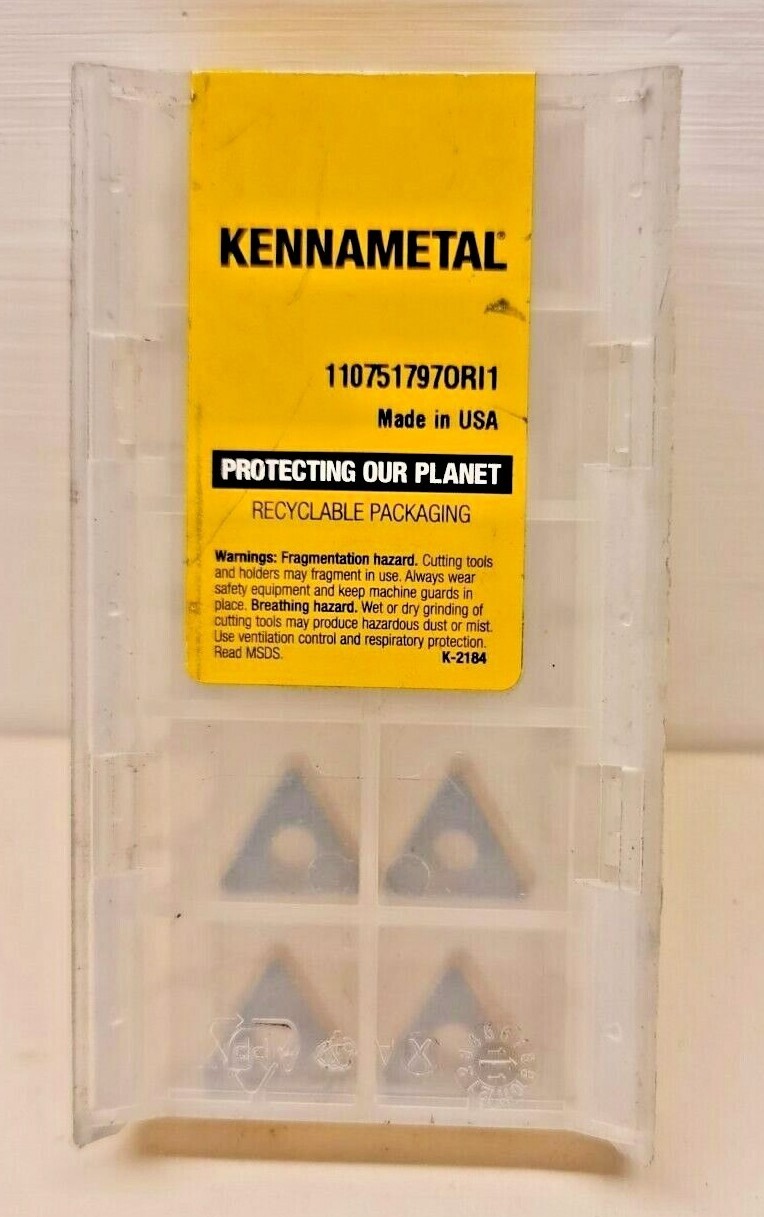 KENNAMETAL®
1107517970RI1
Made in USA
PROTECTING OUR PLANET
RECYCLABLE PACKAGING
Warnings: Fragmentation hazard. Cutting tools
and holders may fragment in use. Always wear
safety equipment and keep machine guards in
place. Breathing hazard. Wet or dry grinding of
cutting tools may produce hazardous dust or mist.
Use ventilation control and respiratory protection.
Read MSDS. K-2184